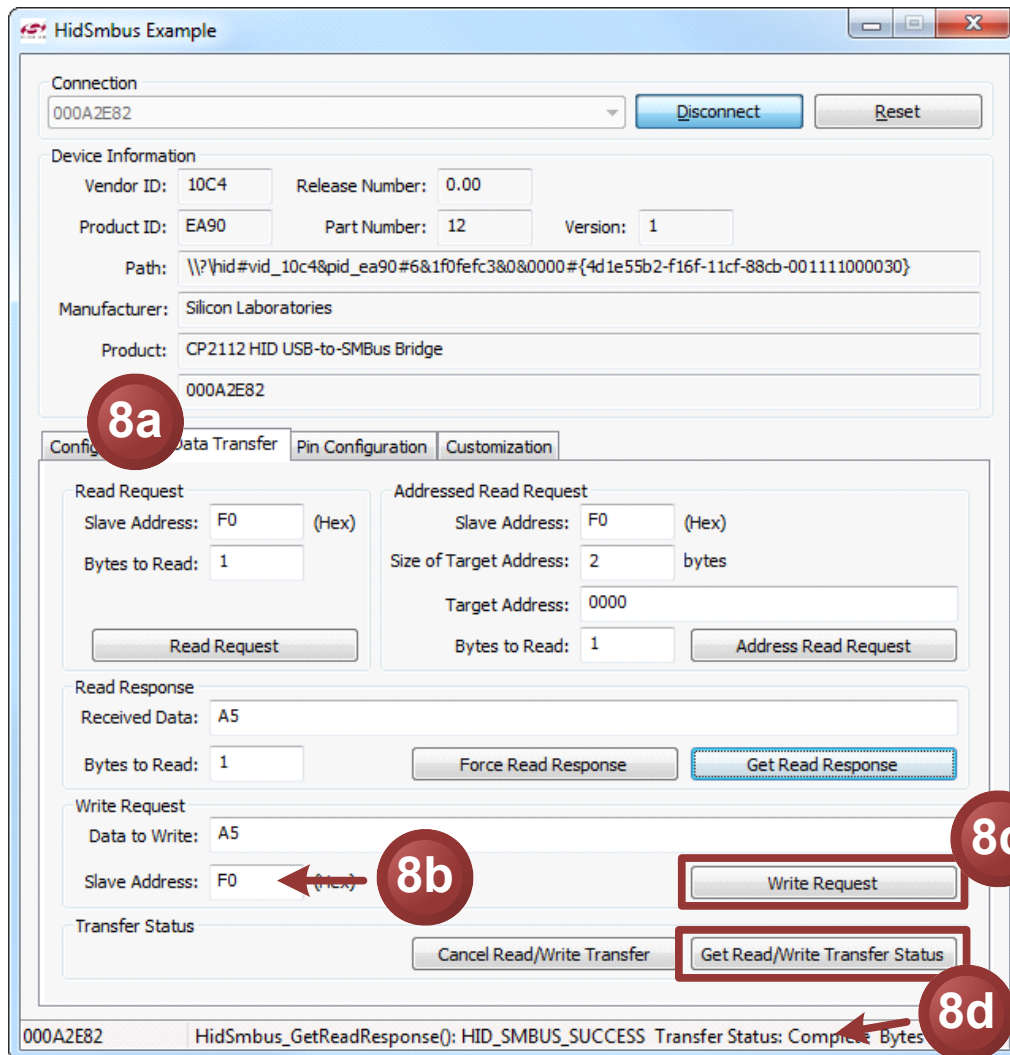 HidSmbus Example
Connection
000A2E82 Disconnect Reset
Device Information
Vendor ID: 10C4 Release Number: 0.00
Product ID: EA90 Part Number: 12 Version: 1
Path: \\?\hid#vid_10c4&pid_ea90#6&1f0fefc3&0&0000#{4d1e55b2-f16f-11cf-88cb-001111000030}
Manufacturer: Silicon Laboratories
Product: CP2112 HID USB-to-SMBus Bridge
000A2E82
8a
Data Transfer Pin Configuration Customization
Read Request Addressed Read Request
Slave Address: F0 (Hex) Slave Address: F0 (Hex)
Bytes to Read: 1 Size of Target Address: 2 bytes
Target Address: 0000
Read Request Bytes to Read: 1 Address Read Request
Read Response
Received Data: A5
Bytes to Read: 1 Force Read Response Get Read Response
Write Request
Data to Write: A5
Slave Address: F0 (Hex) 8b Write Request
Transfer Status
Cancel Read/Write Transfer Get Read/Write Transfer Status
8d
000A2E82 HidSmbus_GetReadResponse(): HID_SMBUS_SUCCESS Transfer Status: Complete Bytes